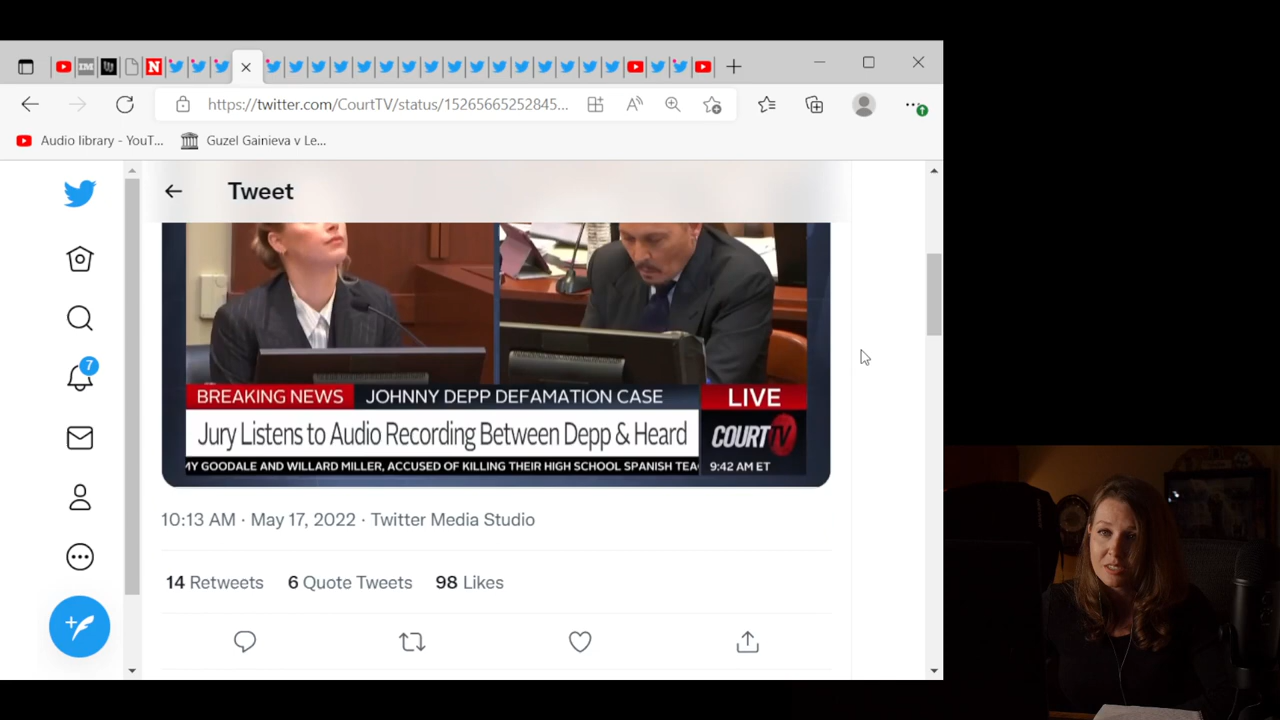 https://twitter.com/CourtTV/status/15265665252845...
Audio library - YouT...
Guzel Gainieva v Le...
Tweet
7
BREAKING NEWS JOHNNY DEPP DEFAMATION CASE LIVE
Jury Listens to Audio Recording Between Depp & Heard COURT TV
MY GOODALE AND WILLARD MILLER, ACCUSED OF KILLING THEIR HIGH SCHOOL SPANISH TEA 9:42 AM ET
10:13 AM · May 17, 2022 · Twitter Media Studio
14 Retweets 6 Quote Tweets 98 Likes